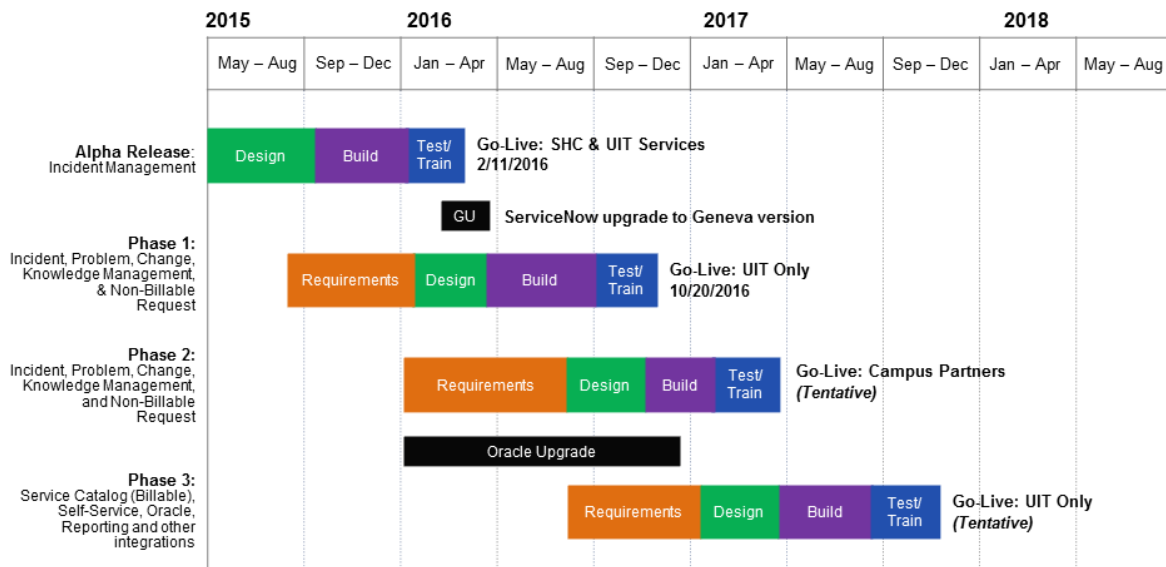 2015 2016 2017 2018
May – Aug Sep – Dec Jan – Apr May – Aug Sep – Dec Jan – Apr May – Aug Sep – Dec Jan – Apr May – Aug
Alpha Release:
Incident Management
Design Build Test/
Train
Go-Live: SHC & UIT Services
2/11/2016
GU ServiceNow upgrade to Geneva version
Phase 1:
Incident, Problem, Change,
Knowledge Management,
& Non-Billable
Request
Requirements Design Build Test/
Train
Go-Live: UIT Only
10/20/2016
Phase 2:
Incident, Problem, Change,
Knowledge Management,
and Non-Billable
Request
Requirements Design Build Test/
Train
Go-Live: Campus Partners
(Tentative)
Oracle Upgrade
Phase 3:
Service Catalog (Billable),
Self-Service, Oracle,
Reporting and other
integrations
Requirements Design Build Test/
Train
Go-Live: UIT Only
(Tentative)